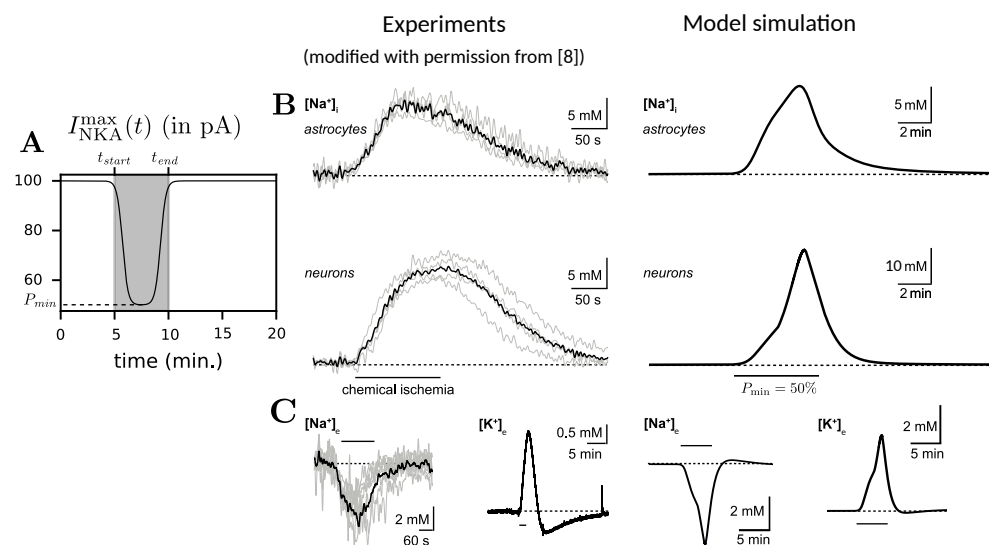 Experiments
(modified with permission from [8])
Model simulation
A
I_NKA^max(t) (in pA)
t_start t_end
100
80
60
P_min
0 5 10 15 20
time (min.)
B
[Na⁺]ᵢ
astrocytes
5 mM
50 s
[Na⁺]ᵢ
astrocytes
5 mM
2 min
neurons
5 mM
50 s
chemical ischemia
neurons
10 mM
2 min
P_min = 50%
C
[Na⁺]ₑ
2 mM
60 s
[K⁺]ₑ
0.5 mM
5 min
[Na⁺]ₑ
2 mM
5 min
[K⁺]ₑ
2 mM
5 min